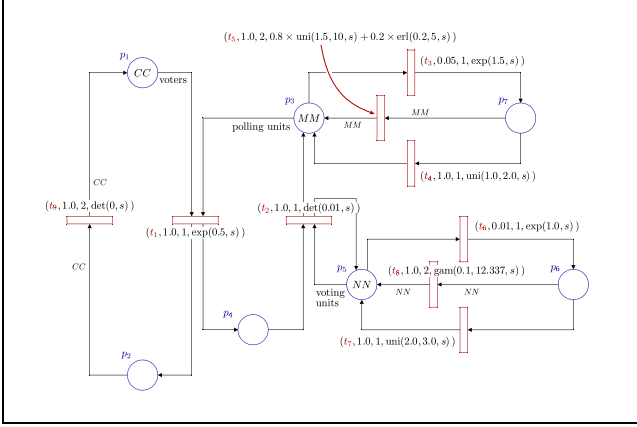 (t5, 1.0, 2, 0.8 × uni(1.5, 10, s) + 0.2 × erl(0.2, 5, s))
p1
CC
voters
(t3, 0.05, 1, exp(1.5, s))
p3
MM
polling units
MM
MM
p7
(t4, 1.0, 1, uni(1.0, 2.0, s))
CC
(t9, 1.0, 2, det(0, s))
(t1, 1.0, 1, exp(0.5, s))
(t2, 1.0, 1, det(0.01, s))
(t6, 0.01, 1, exp(1.0, s))
CC
p5
NN
(t8, 1.0, 2, gam(0.1, 12.337, s))
p6
NN
NN
voting
units
p4
(t7, 1.0, 1, uni(2.0, 3.0, s))
p2